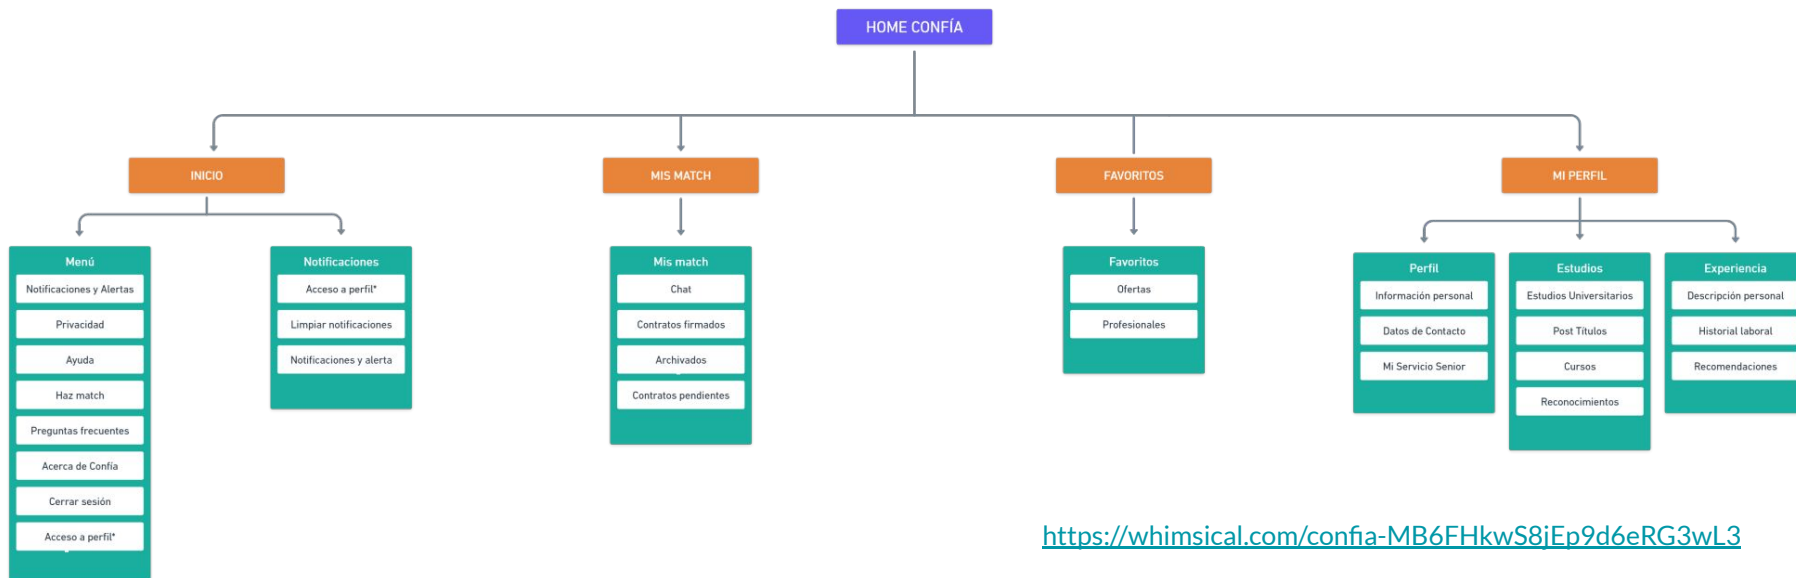 HOME CONFÍA
INICIO
MIS MATCH
FAVORITOS
MI PERFIL
Menú
Notificaciones y Alertas
Privacidad
Ayuda
Haz match
Preguntas frecuentes
Acerca de Confía
Cerrar sesión
Acceso a perfil*
Notificaciones
Acceso a perfil*
Limpiar notificaciones
Notificaciones y alerta
Mis match
Chat
Contratos firmados
Archivados
Contratos pendientes
Favoritos
Ofertas
Profesionales
Perfil
Información personal
Datos de Contacto
Mi Servicio Senior
Estudios
Estudios Universitarios
Post Títulos
Cursos
Reconocimientos
Experiencia
Descripción personal
Historial laboral
Recomendaciones
https://whimsical.com/confia-MB6FHkwS8jEp9d6eRG3wL3